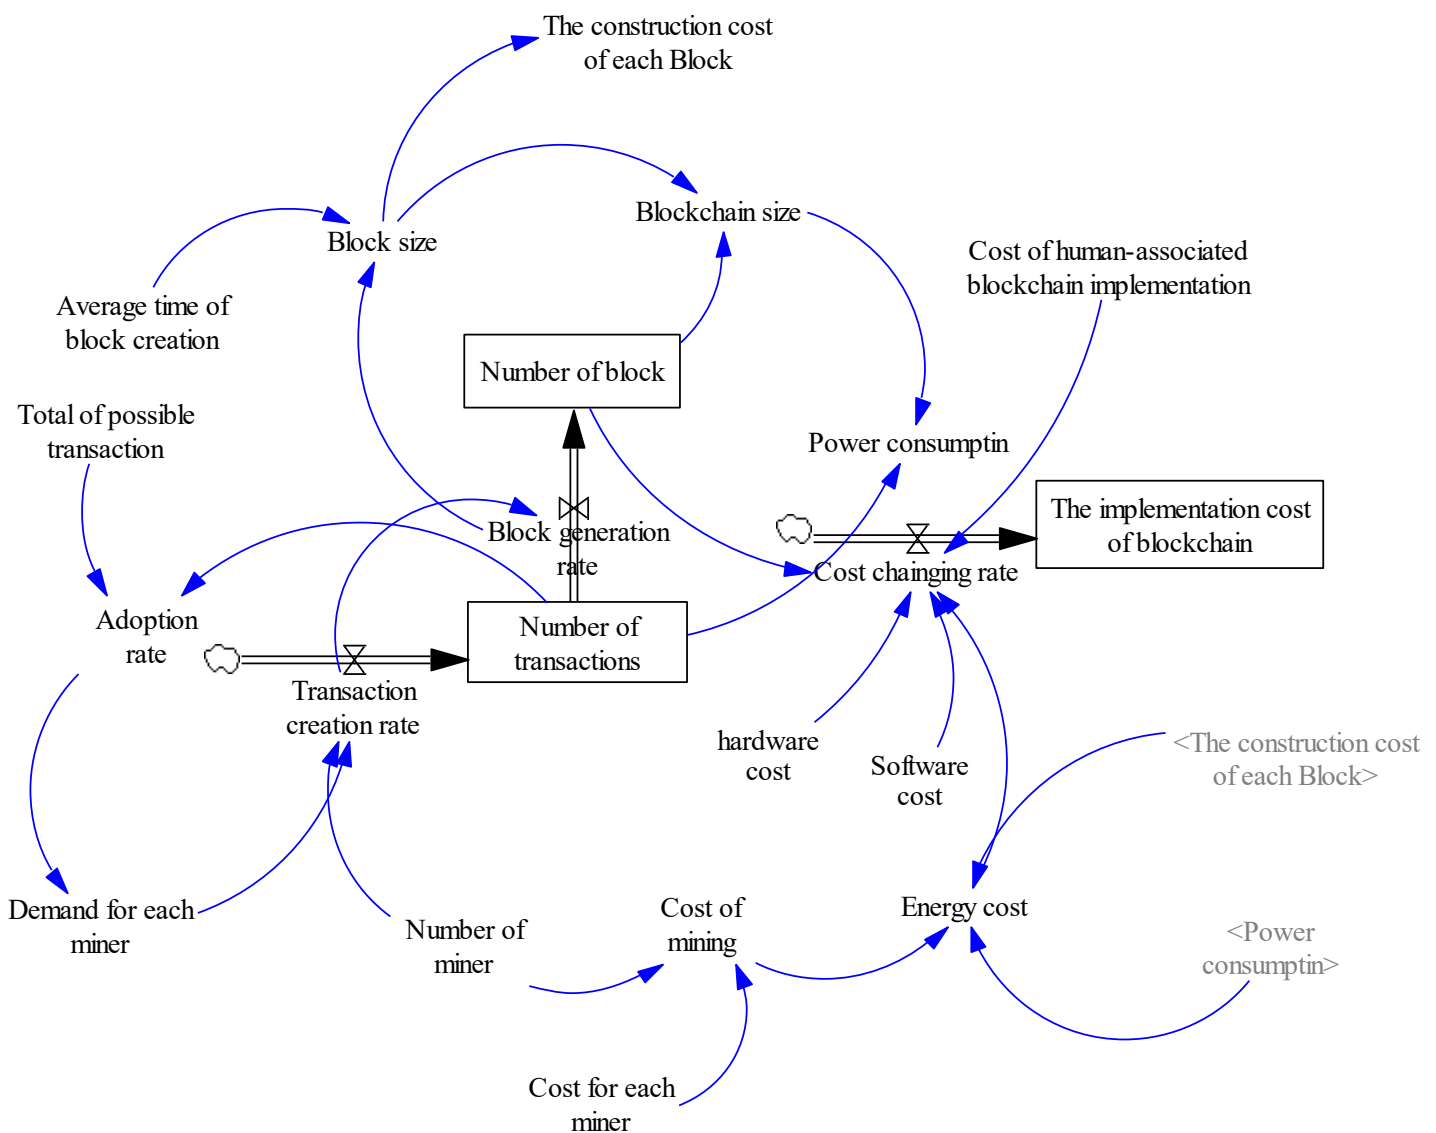 The construction cost
of each Block
Blockchain size
Block size
Cost of human-associated
blockchain implementation
Average time of
block creation
Number of block
Total of possible
transaction
Power consumptin
The implementation cost
of blockchain
Block generation
rate
Cost chainging rate
Adoption
rate
Number of
transactions
Transaction
creation rate
hardware
cost
Software
cost
<The construction cost
of each Block>
Demand for each
miner
Number of
miner
Cost of
mining
Energy cost
<Power
consumptin>
Cost for each
miner